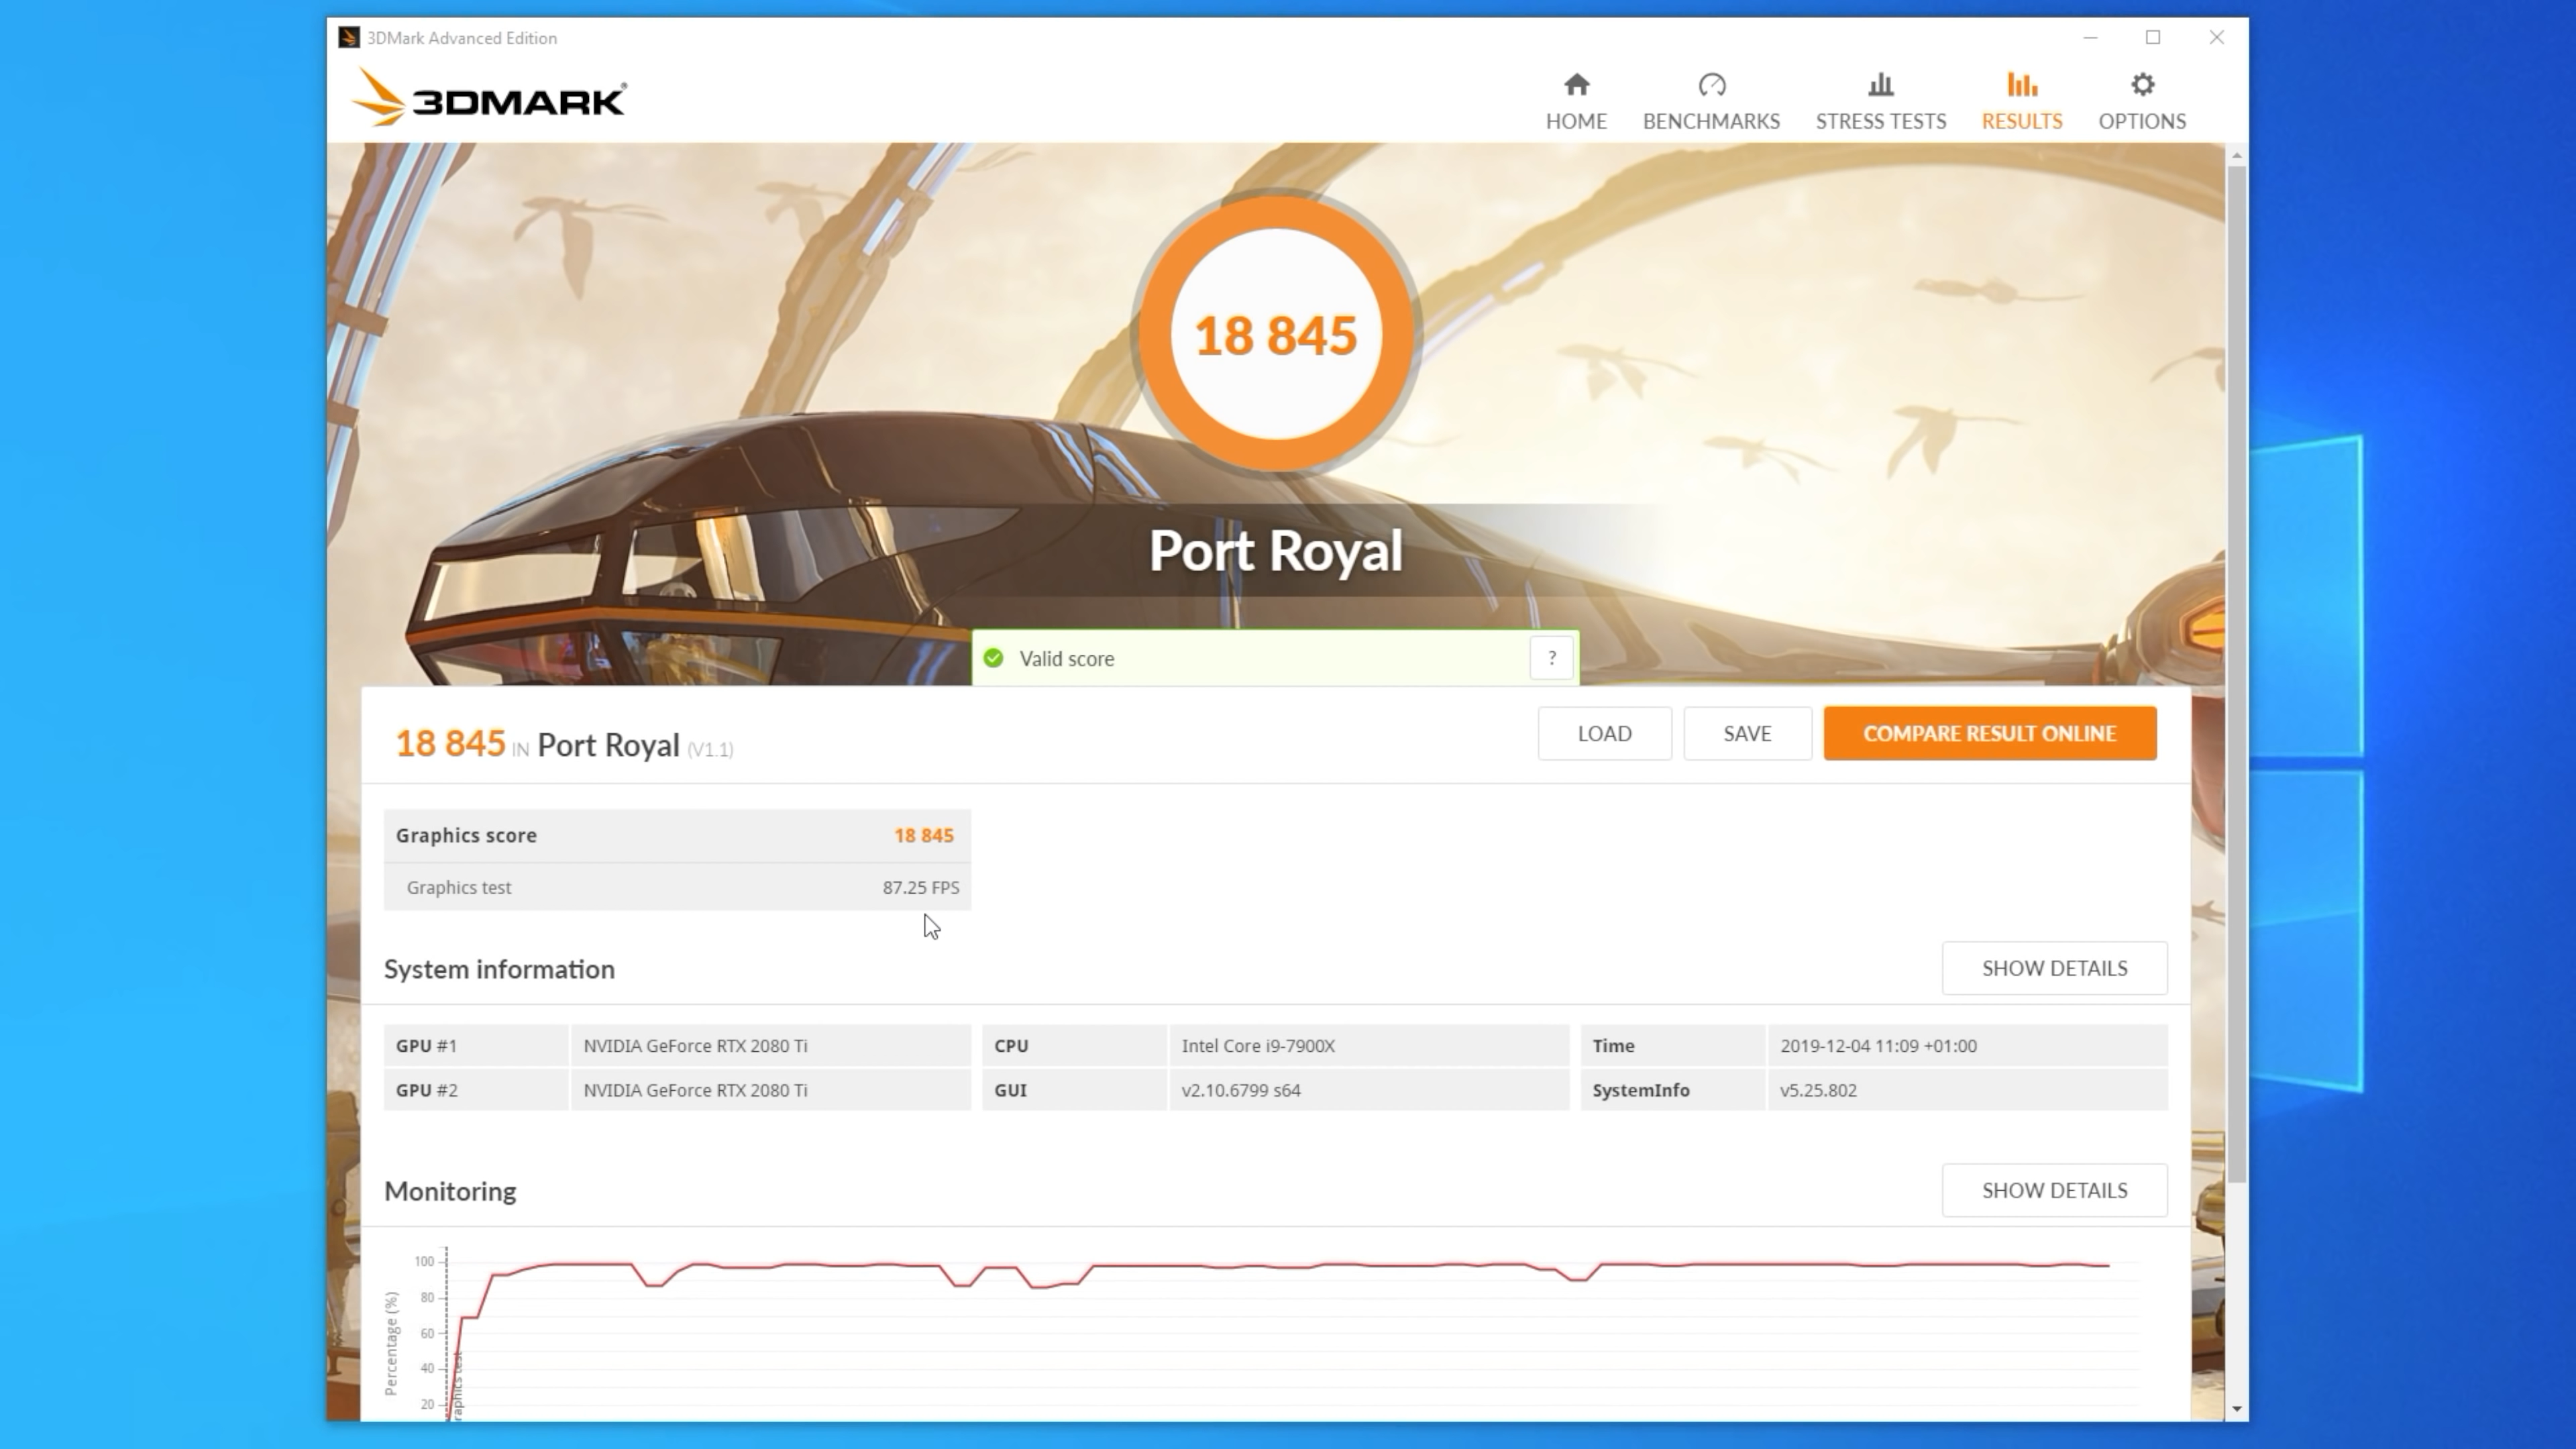 3DMark Advanced Edition
3DMARK®
HOME BENCHMARKS STRESS TESTS RESULTS OPTIONS
18 845
Port Royal
Valid score ?
18 845 IN Port Royal (V1.1)
LOAD SAVE COMPARE RESULT ONLINE
Graphics score 18 845
Graphics test 87.25 FPS
System information SHOW DETAILS
GPU #1 NVIDIA GeForce RTX 2080 Ti CPU Intel Core i9-7900X Time 2019-12-04 11:09 +01:00
GPU #2 NVIDIA GeForce RTX 2080 Ti GUI v2.10.6799 s64 SystemInfo v5.25.802
Monitoring SHOW DETAILS
Percentage (%)
100
80
60
40
20
raphics test